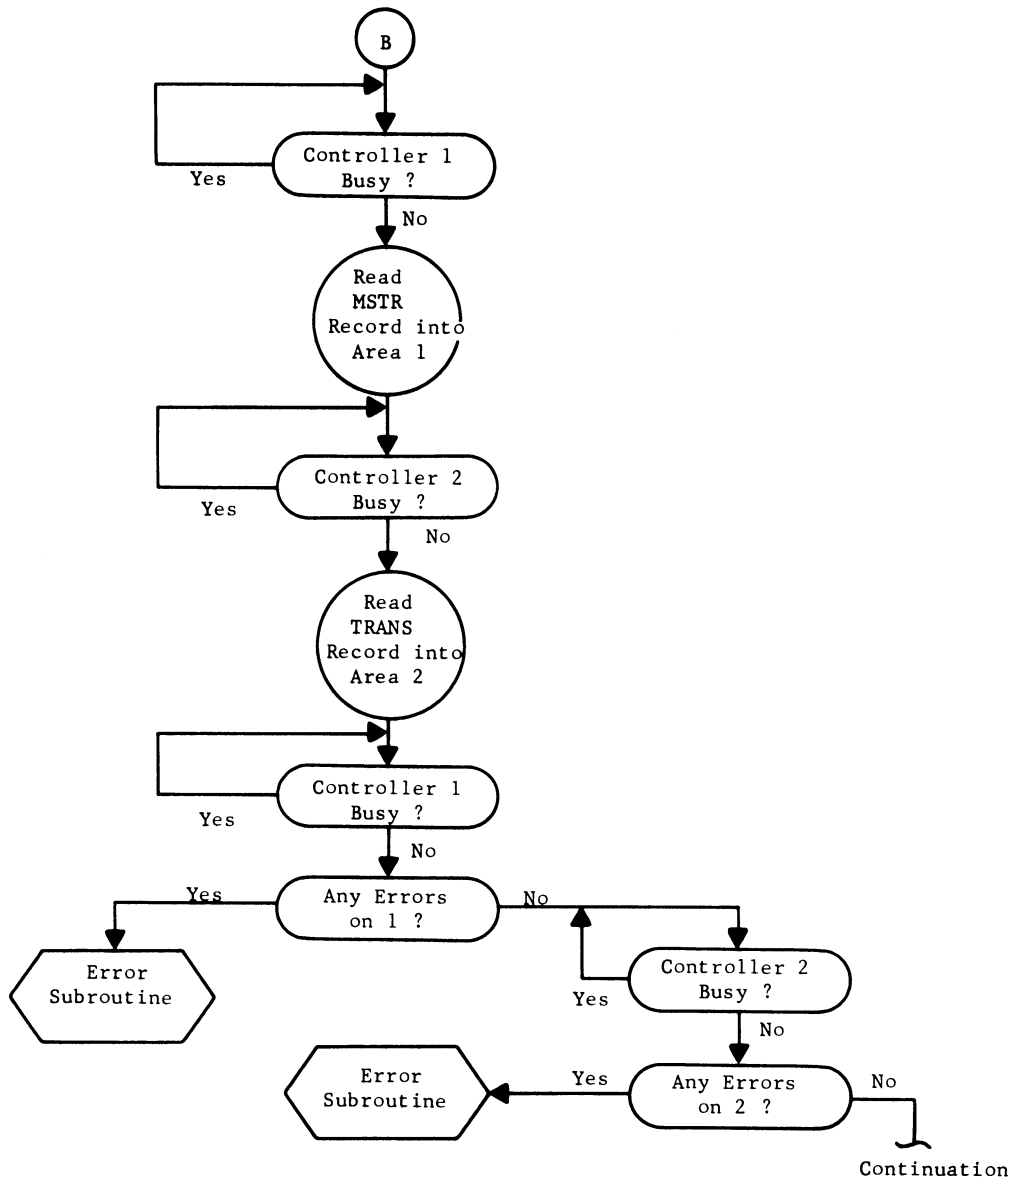 B
Controller 1
Busy ?
Yes
No
Read
MSTR
Record into
Area 1
Controller 2
Busy ?
Yes
No
Read
TRANS
Record into
Area 2
Controller 1
Busy ?
Yes
No
Yes
Any Errors
on 1 ?
No
Error
Subroutine
Controller 2
Busy ?
Yes
No
Error
Subroutine
Yes
Any Errors
on 2 ?
No
Continuation